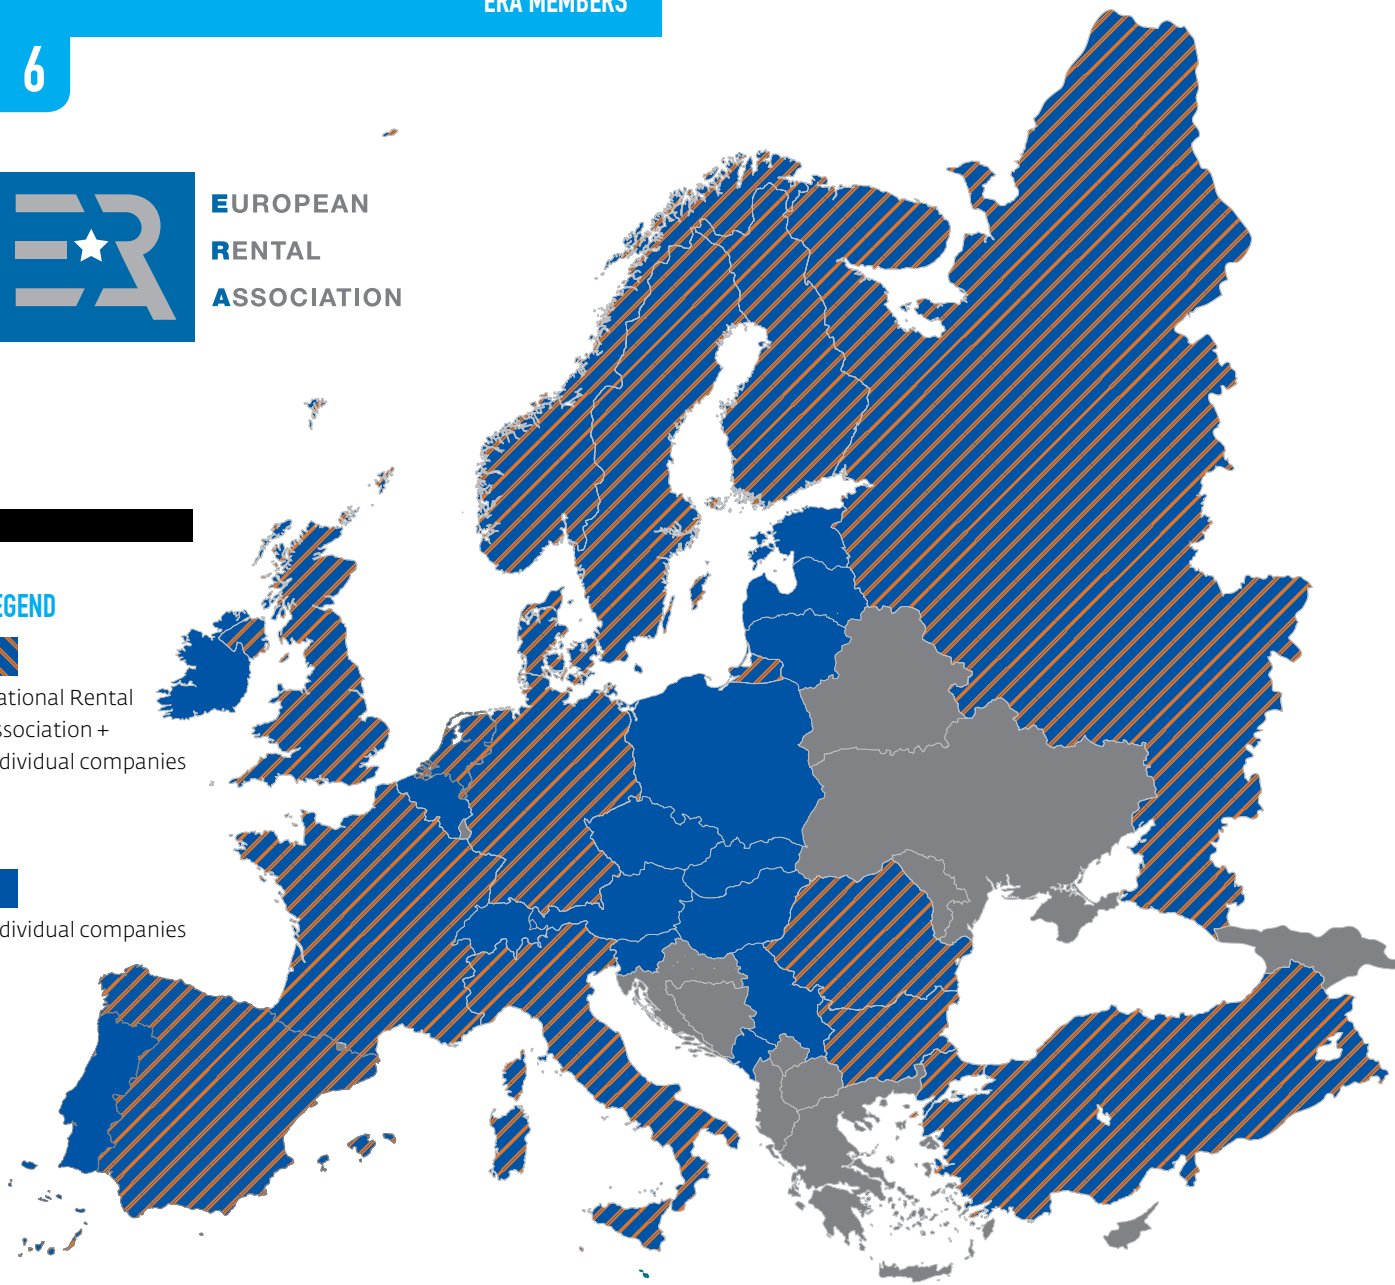 ERA MEMBERS
6
EUROPEAN
RENTAL
ASSOCIATION
EGEND
ational Rental
ssociation +
dividual companies
dividual companies